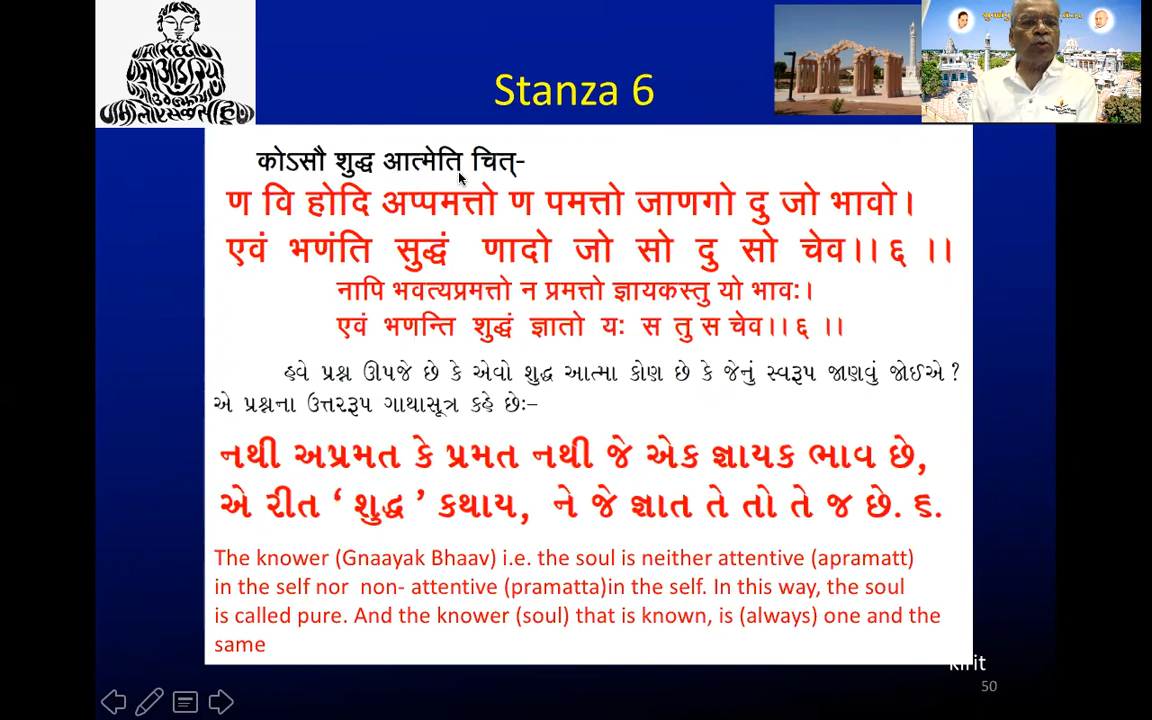 Stanza 6
कोऽसौ शुद्ध आत्मेति चित्-
ण वि होदि अप्पमत्तो ण पमत्तो जाणगो दु जो भावो।
एवं भणंति सुद्धं णादो जो सो दु सो चेव।। ६ ।।
नापि भवत्यप्रमत्तो न प्रमत्तो ज्ञायकस्तु यो भावः।
एवं भणन्ति शुद्धं ज्ञातो यः स तु स चेव।। ६ ।।
હવે પ્રશ્ન ઊપજે છે કે એવો શુદ્ધ આત્મા કોણ છે કે જેનું સ્વરૂપ જાણવું જોઈએ ?
એ પ્રશ્નના ઉત્તરરૂપ ગાથાસૂત્ર કહે છેઃ–
નથી અપ્રમત કે પ્રમત નથી જે એક જ્ઞાયક ભાવ છે,
એ રીત ‘ શુદ્ધ ’ કથાય, ને જે જ્ઞાત તે તો તે જ છે. ૬.
The knower (Gnaayak Bhaav) i.e. the soul is neither attentive (apramatt)
in the self nor non- attentive (pramatta)in the self. In this way, the soul
is called pure. And the knower (soul) that is known, is (always) one and the
same
kirit
50